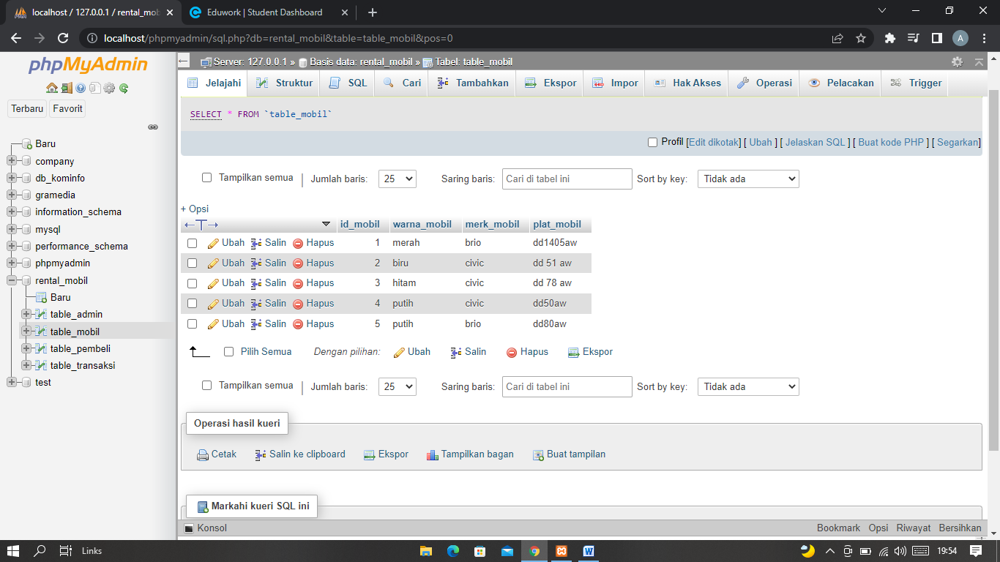 localhost / 127.0.0.1 / rental_mob
Eduwork | Student Dashboard
localhost/phpmyadmin/sql.php?db=rental_mobil&table=table_mobil&pos=0
A
phpMyAdmin
Terbaru Favorit
Baru
company
db_kominfo
gramedia
information_schema
mysql
performance_schema
phpmyadmin
rental_mobil
Baru
table_admin
table_mobil
table_pembeli
table_transaksi
test
Server: 127.0.0.1 » Basis data: rental_mobil » Tabel: table_mobil
Jelajahi Struktur SQL Cari Tambahkan Ekspor Impor Hak Akses Operasi Pelacakan Trigger
SELECT * FROM `table_mobil`
Profil [Edit dikotak] [ Ubah ] [ Jelaskan SQL ] [ Buat kode PHP ] [ Segarkan]
Tampilkan semua | Jumlah baris: 25 Saring baris: Cari di tabel ini Sort by key: Tidak ada
+ Opsi
←T→ id_mobil warna_mobil merk_mobil plat_mobil
Ubah Salin Hapus 1 merah brio dd1405aw
Ubah Salin Hapus 2 biru civic dd 51 aw
Ubah Salin Hapus 3 hitam civic dd 78 aw
Ubah Salin Hapus 4 putih civic dd50aw
Ubah Salin Hapus 5 putih brio dd80aw
Pilih Semua Dengan pilihan: Ubah Salin Hapus Ekspor
Tampilkan semua | Jumlah baris: 25 Saring baris: Cari di tabel ini Sort by key: Tidak ada
Operasi hasil kueri
Cetak Salin ke clipboard Ekspor Tampilkan bagan Buat tampilan
Markahi kueri SQL ini
Konsol Bookmark Opsi Riwayat Bersihkan
Links 19:54